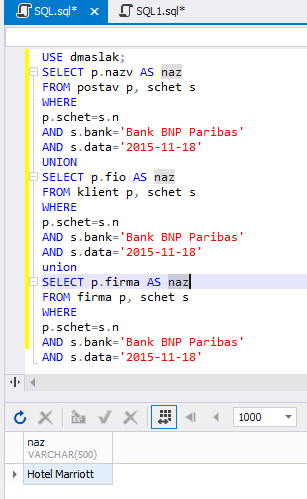 SQL.sql* SQL1.sql*
USE dmaslak;
SELECT p.nazv AS naz
FROM postav p, schet s
WHERE
p.schet=s.n
AND s.bank='Bank BNP Paribas'
AND s.data='2015-11-18'
UNION
SELECT p.fio AS naz
FROM klient p, schet s
WHERE
p.schet=s.n
AND s.bank='Bank BNP Paribas'
AND s.data='2015-11-18'
union
SELECT p.firma AS naz
FROM firma p, schet s
WHERE
p.schet=s.n
AND s.bank='Bank BNP Paribas'
AND s.data='2015-11-18'
1000
naz
VARCHAR(500)
Hotel Marriott